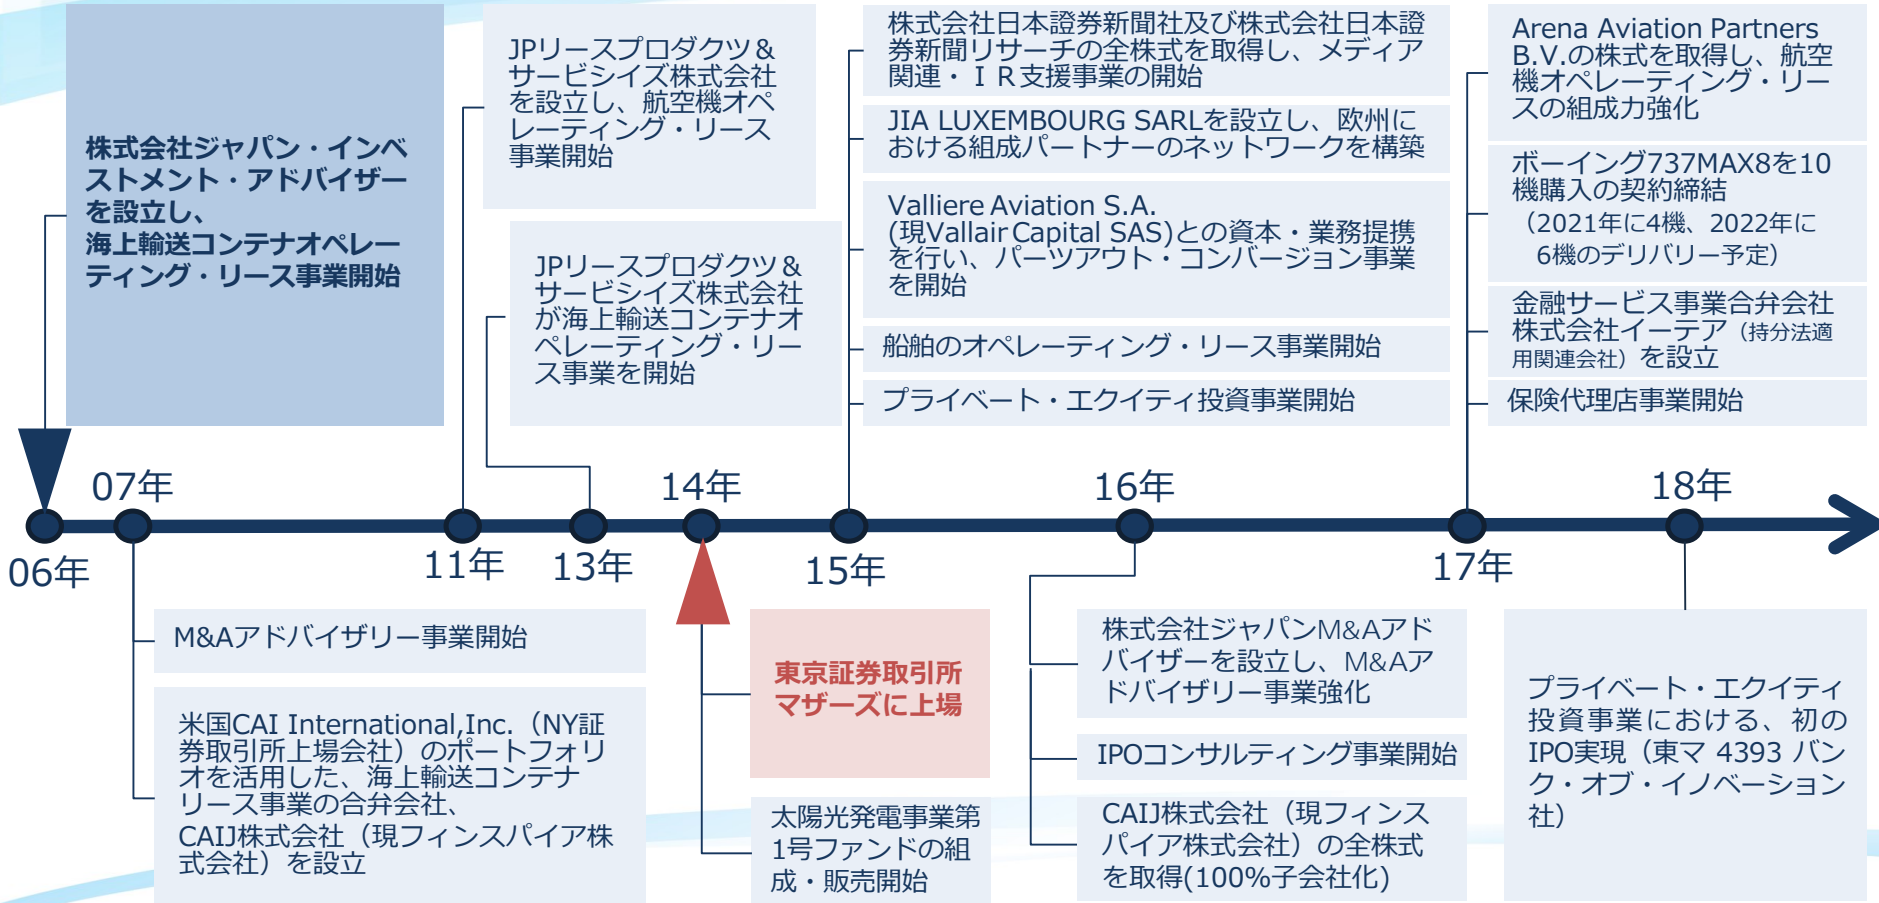 株式会社ジャパン・インベ
ストメント・アドバイザー
を設立し、
海上輸送コンテナオペレー
ティング・リース事業開始
JPリースプロダクツ＆
サービシイズ株式会社
を設立し、航空機オペ
レーティング・リース
事業開始
JPリースプロダクツ＆
サービシイズ株式会社
が海上輸送コンテナオ
ペレーティング・リー
ス事業を開始
株式会社日本證券新聞社及び株式会社日本證
券新聞リサーチの全株式を取得し、メディア
関連・ＩＲ支援事業の開始
JIA LUXEMBOURG SARLを設立し、欧州に
おける組成パートナーのネットワークを構築
Valliere Aviation S.A.
(現Vallair Capital SAS)との資本・業務提携
を行い、パーツアウト・コンバージョン事業
を開始
船舶のオペレーティング・リース事業開始
プライベート・エクイティ投資事業開始
Arena Aviation Partners
B.V.の株式を取得し、航空
機オペレーティング・リー
スの組成力強化
ボーイング737MAX8を10
機購入の契約締結
（2021年に4機、2022年に
6機のデリバリー予定）
金融サービス事業合弁会社
株式会社イーテア（持分法適
用関連会社）を設立
保険代理店事業開始
07年
14年
16年
18年
06年
11年
13年
15年
17年
M&Aアドバイザリー事業開始
米国CAI International,Inc.（NY証
券取引所上場会社）のポートフォリ
オを活用した、海上輸送コンテナ
リース事業の合弁会社、
CAIJ株式会社（現フィンスパイア株
式会社）を設立
東京証券取引所
マザーズに上場
太陽光発電事業第
1号ファンドの組
成・販売開始
株式会社ジャパンM&Aアド
バイザーを設立し、M&Aア
ドバイザリー事業強化
IPOコンサルティング事業開始
CAIJ株式会社（現フィンス
パイア株式会社）の全株式
を取得(100%子会社化)
プライベート・エクイティ
投資事業における、初の
IPO実現（東マ 4393 バン
ク・オブ・イノベーション
社）